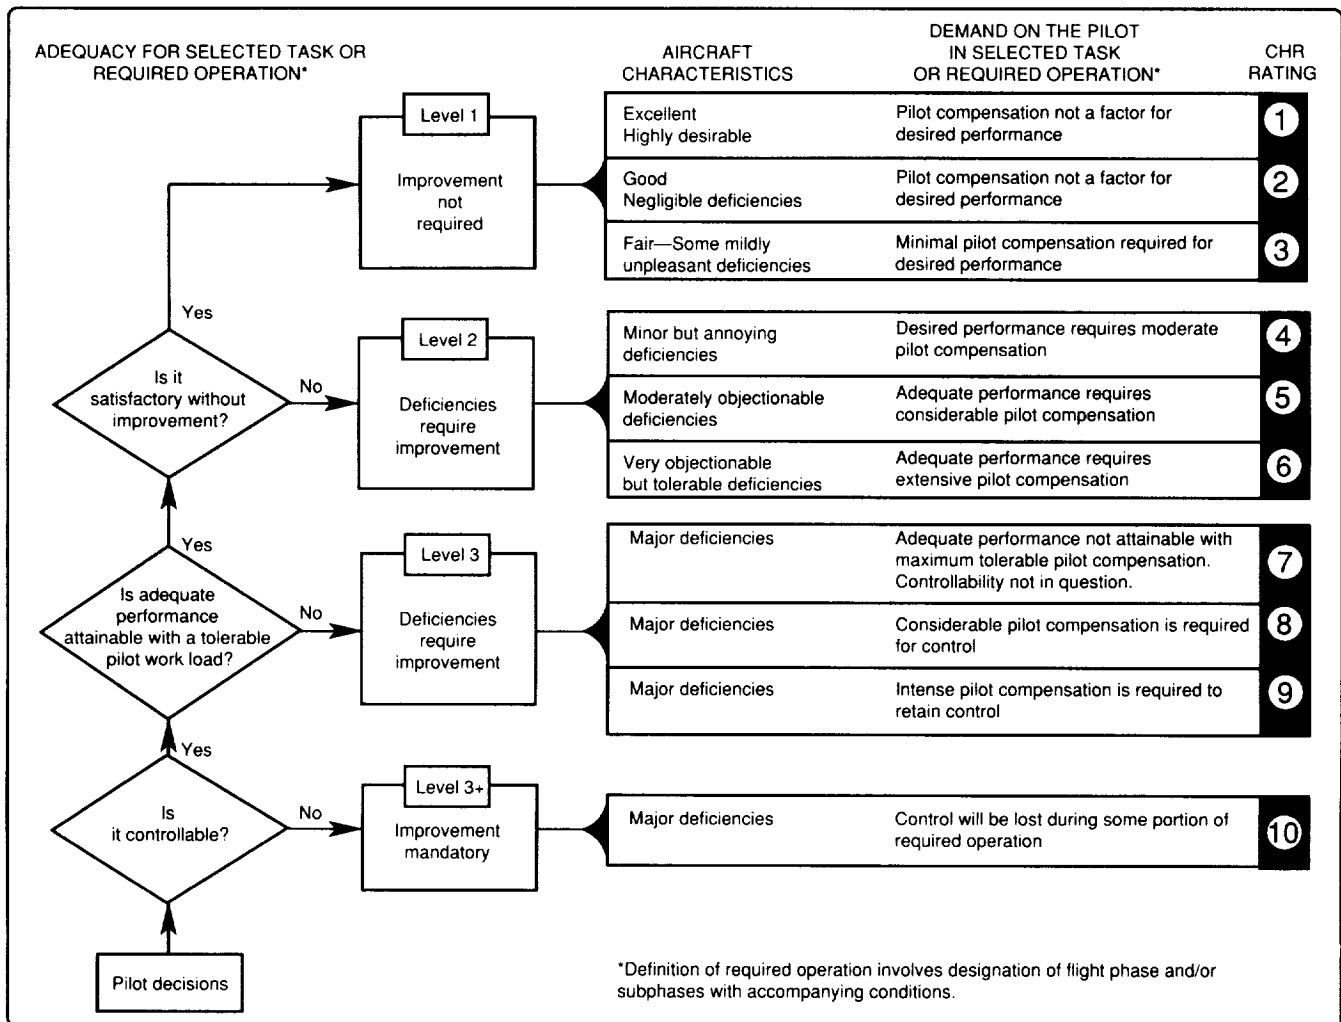 ADEQUACY FOR SELECTED TASK OR
REQUIRED OPERATION*
AIRCRAFT
CHARACTERISTICS
DEMAND ON THE PILOT
IN SELECTED TASK
OR REQUIRED OPERATION*
CHR
RATING
Level 1
Improvement
not
required
Excellent
Highly desirable
Pilot compensation not a factor for
desired performance
1
Good
Negligible deficiencies
Pilot compensation not a factor for
desired performance
2
Fair—Some mildly
unpleasant deficiencies
Minimal pilot compensation required for
desired performance
3
Yes
Is it
satisfactory without
improvement?
No
Level 2
Deficiencies
require
improvement
Minor but annoying
deficiencies
Desired performance requires moderate
pilot compensation
4
Moderately objectionable
deficiencies
Adequate performance requires
considerable pilot compensation
5
Very objectionable
but tolerable deficiencies
Adequate performance requires
extensive pilot compensation
6
Yes
Is adequate
performance
attainable with a tolerable
pilot work load?
No
Level 3
Deficiencies
require
improvement
Major deficiencies
Adequate performance not attainable with
maximum tolerable pilot compensation.
Controllability not in question.
7
Major deficiencies
Considerable pilot compensation is required
for control
8
Major deficiencies
Intense pilot compensation is required to
retain control
9
Yes
Is
it controllable?
No
Level 3+
Improvement
mandatory
Major deficiencies
Control will be lost during some portion of
required operation
10
Pilot decisions
*Definition of required operation involves designation of flight phase and/or
subphases with accompanying conditions.